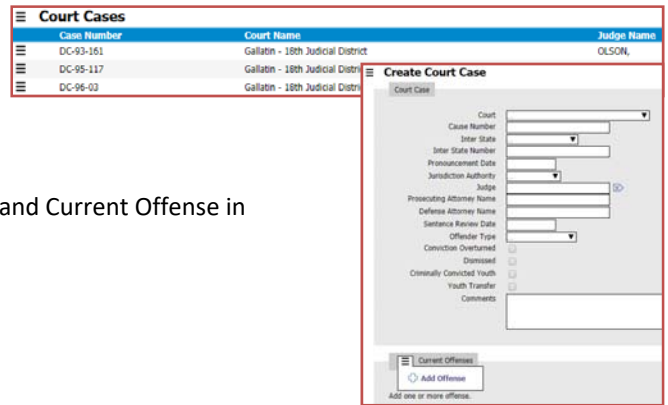 Court Cases
Case Number Court Name Judge Name
DC-93-161 Gallatin - 18th Judicial District OLSON,
DC-95-117 Gallatin - 18th Judicial Distri
DC-96-03 Gallatin - 18th Judicial Distri
Create Court Case
Court Case
Court
Cause Number
Inter State
Inter State Number
Pronouncement Date
Jurisdiction Authority
Judge
Prosecuting Attorney Name
Defense Attorney Name
Sentence Review Date
Offender Type
Conviction Overturned
Dismissed
Criminally Convicted Youth
Youth Transfer
Comments
and Current Offense in
Current Offenses
Add Offense
Add one or more offense.